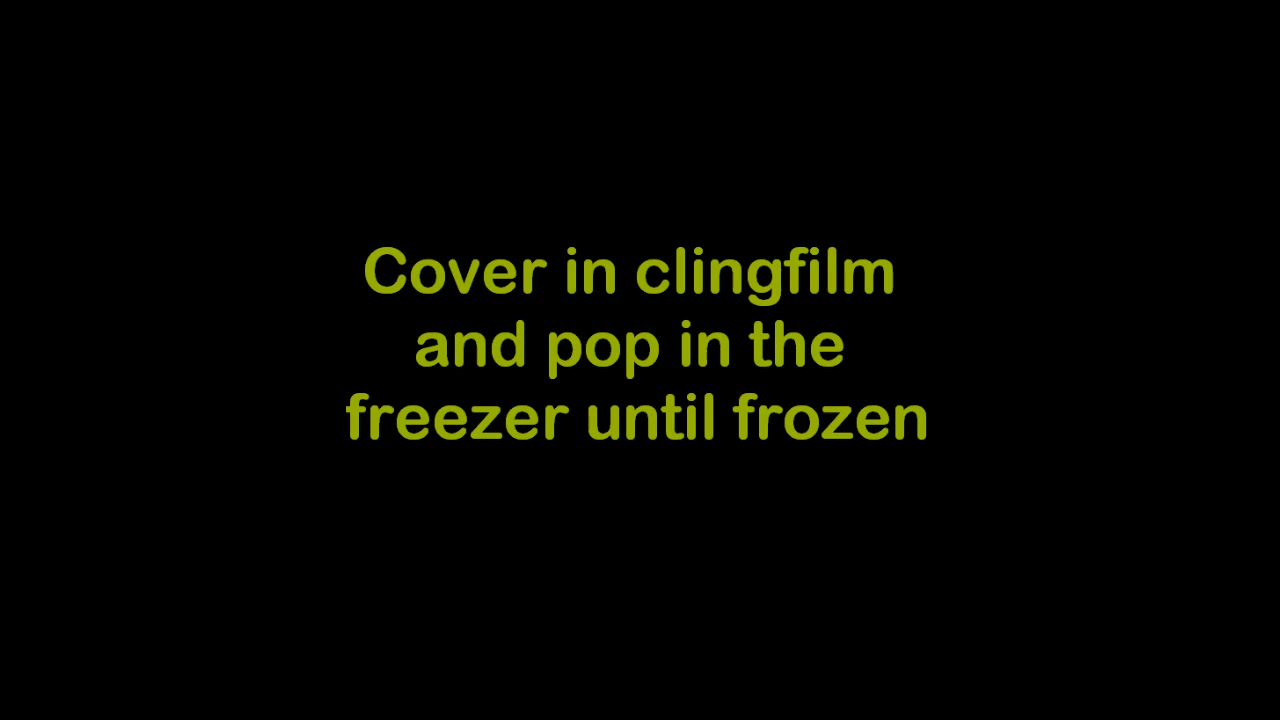 Cover in clingfilm
and pop in the
freezer until frozen